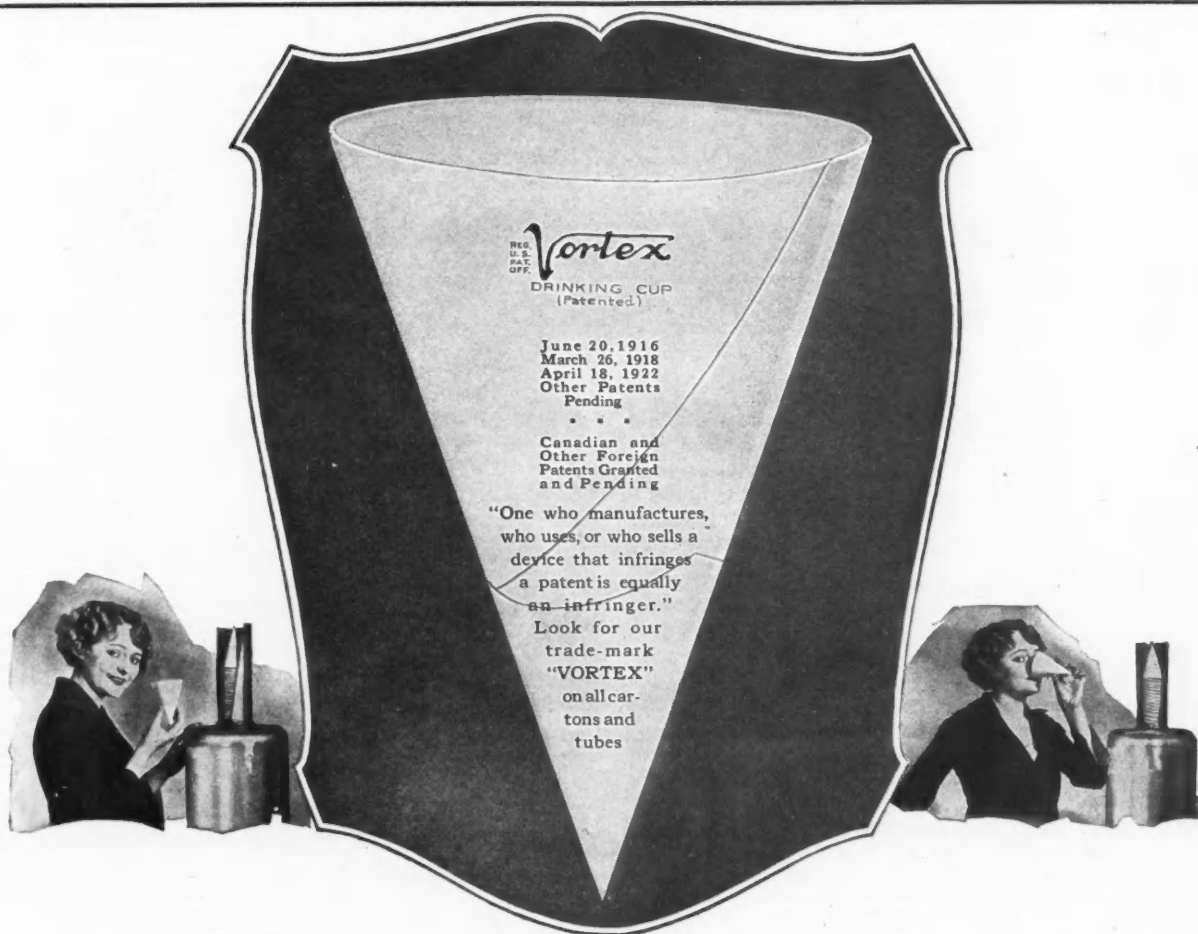 REG.
U. S.
PAT.
OFF.
Vortex
DRINKING CUP
(Patented)
June 20, 1916
March 26, 1918
April 18, 1922
Other Patents
Pending
* * *
Canadian and
Other Foreign
Patents Granted
and Pending
“One who manufactures,
who uses, or who sells a
device that infringes
a patent is equally
an infringer.”
Look for our
trade-mark
“VORTEX”
on all car-
tons and
tubes